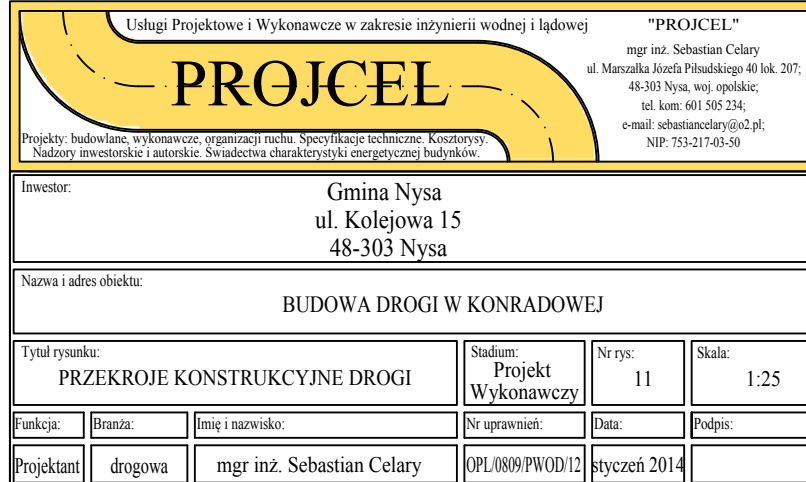 Usługi Projektowe i Wykonawcze w zakresie inżynierii wodnej i lądowej
PROJCEL
Projekty: budowlane, wykonawcze, organizacji ruchu. Specyfikacje techniczne. Kosztorysy.
Nadzory inwestorskie i autorskie. Świadectwa charakterystyki energetycznej budynków.
"PROJCEL"
mgr inż. Sebastian Celary
ul. Marszałka Józefa Piłsudskiego 40 lok. 207;
48-303 Nysa, woj. opolskie;
tel. kom: 601 505 234;
e-mail: sebastiancelary@o2.pl;
NIP: 753-217-03-50
Inwestor:
Gmina Nysa
ul. Kolejowa 15
48-303 Nysa
Nazwa i adres obiektu:
BUDOWA DROGI W KONRADOWEJ
Tytuł rysunku:
PRZEKROJE KONSTRUKCYJNE DROGI
Stadium:
Projekt
Wykonawczy
Nr rys:
11
Skala:
1:25
Funkcja:
Branża:
Imię i nazwisko:
Nr uprawnień:
Data:
Podpis:
Projektant
drogowa
mgr inż. Sebastian Celary
OPL/0809/PWOD/12
styczeń 2014